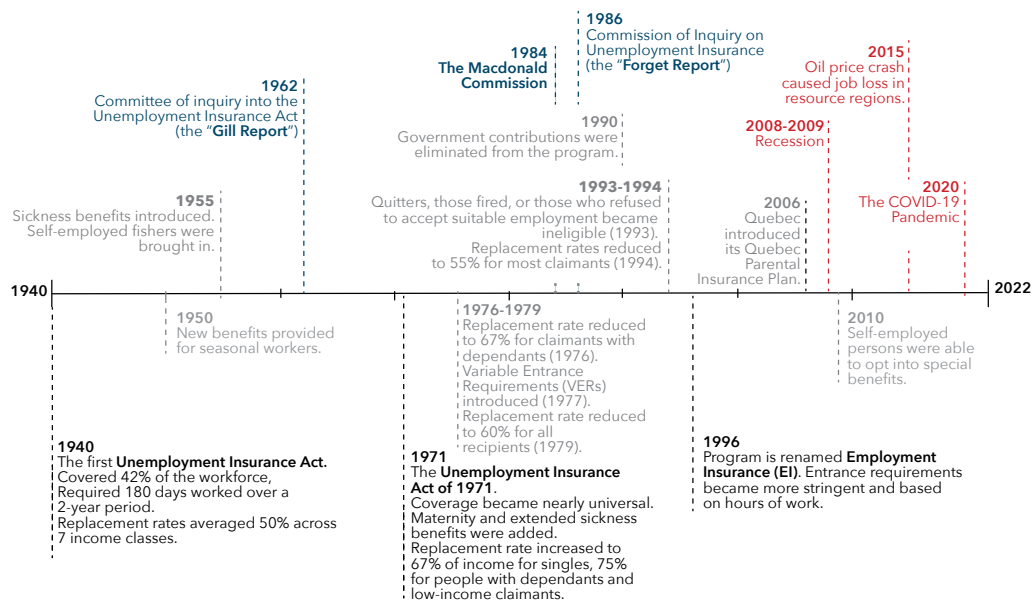 1986
Commission of Inquiry on
Unemployment Insurance
(the “Forget Report”)
1984
The Macdonald
Commission
2015
Oil price crash
caused job loss in
resource regions.
1962
Committee of inquiry into the
Unemployment Insurance Act
(the “Gill Report”)
1990
Government contributions were
eliminated from the program.
2008-2009
Recession
1955
Sickness benefits introduced.
Self-employed fishers were
brought in.
1993-1994
Quitters, those fired, or those who refused
to accept suitable employment became
ineligible (1993).
Replacement rates reduced
to 55% for most claimants (1994).
2006
Quebec
introduced
its Quebec
Parental
Insurance Plan.
2020
The COVID-19
Pandemic
1940
2022
1950
New benefits provided
for seasonal workers.
1976-1979
Replacement rate reduced
to 67% for claimants with
dependants (1976).
Variable Entrance
Requirements (VERs)
introduced (1977).
Replacement rate reduced
to 60% for all
recipients (1979).
2010
Self-employed
persons were able
to opt into special
benefits.
1940
The first Unemployment Insurance Act.
Covered 42% of the workforce,
Required 180 days worked over a
2-year period.
Replacement rates averaged 50% across
7 income classes.
1971
The Unemployment Insurance
Act of 1971.
Coverage became nearly universal.
Maternity and extended sickness
benefits were added.
Replacement rate increased to
67% of income for singles, 75%
for people with dependants and
low-income claimants.
1996
Program is renamed Employment
Insurance (EI). Entrance requirements
became more stringent and based
on hours of work.